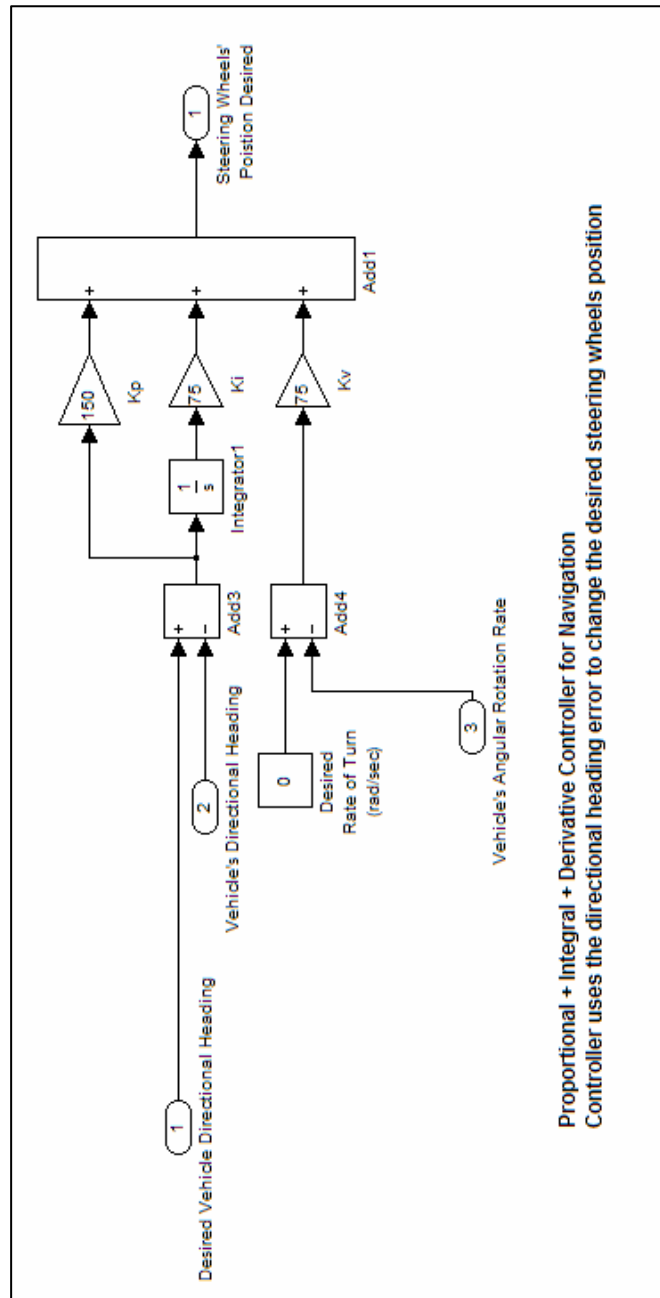 1
Desired Vehicle Directional Heading
2
Vehicle's Directional Heading
+
−
Add3
1
s
Integrator1
150
Kp
75
Ki
0
Desired
Rate of Turn
(rad/sec)
3
Vehicle's Angular Rotation Rate
+
−
Add4
75
Kv
+
+
+
Add1
1
Steering Wheels'
Poistion Desired
Proportional + Integral + Derivative Controller for Navigation
Controller uses the directional heading error to change the desired steering wheels position